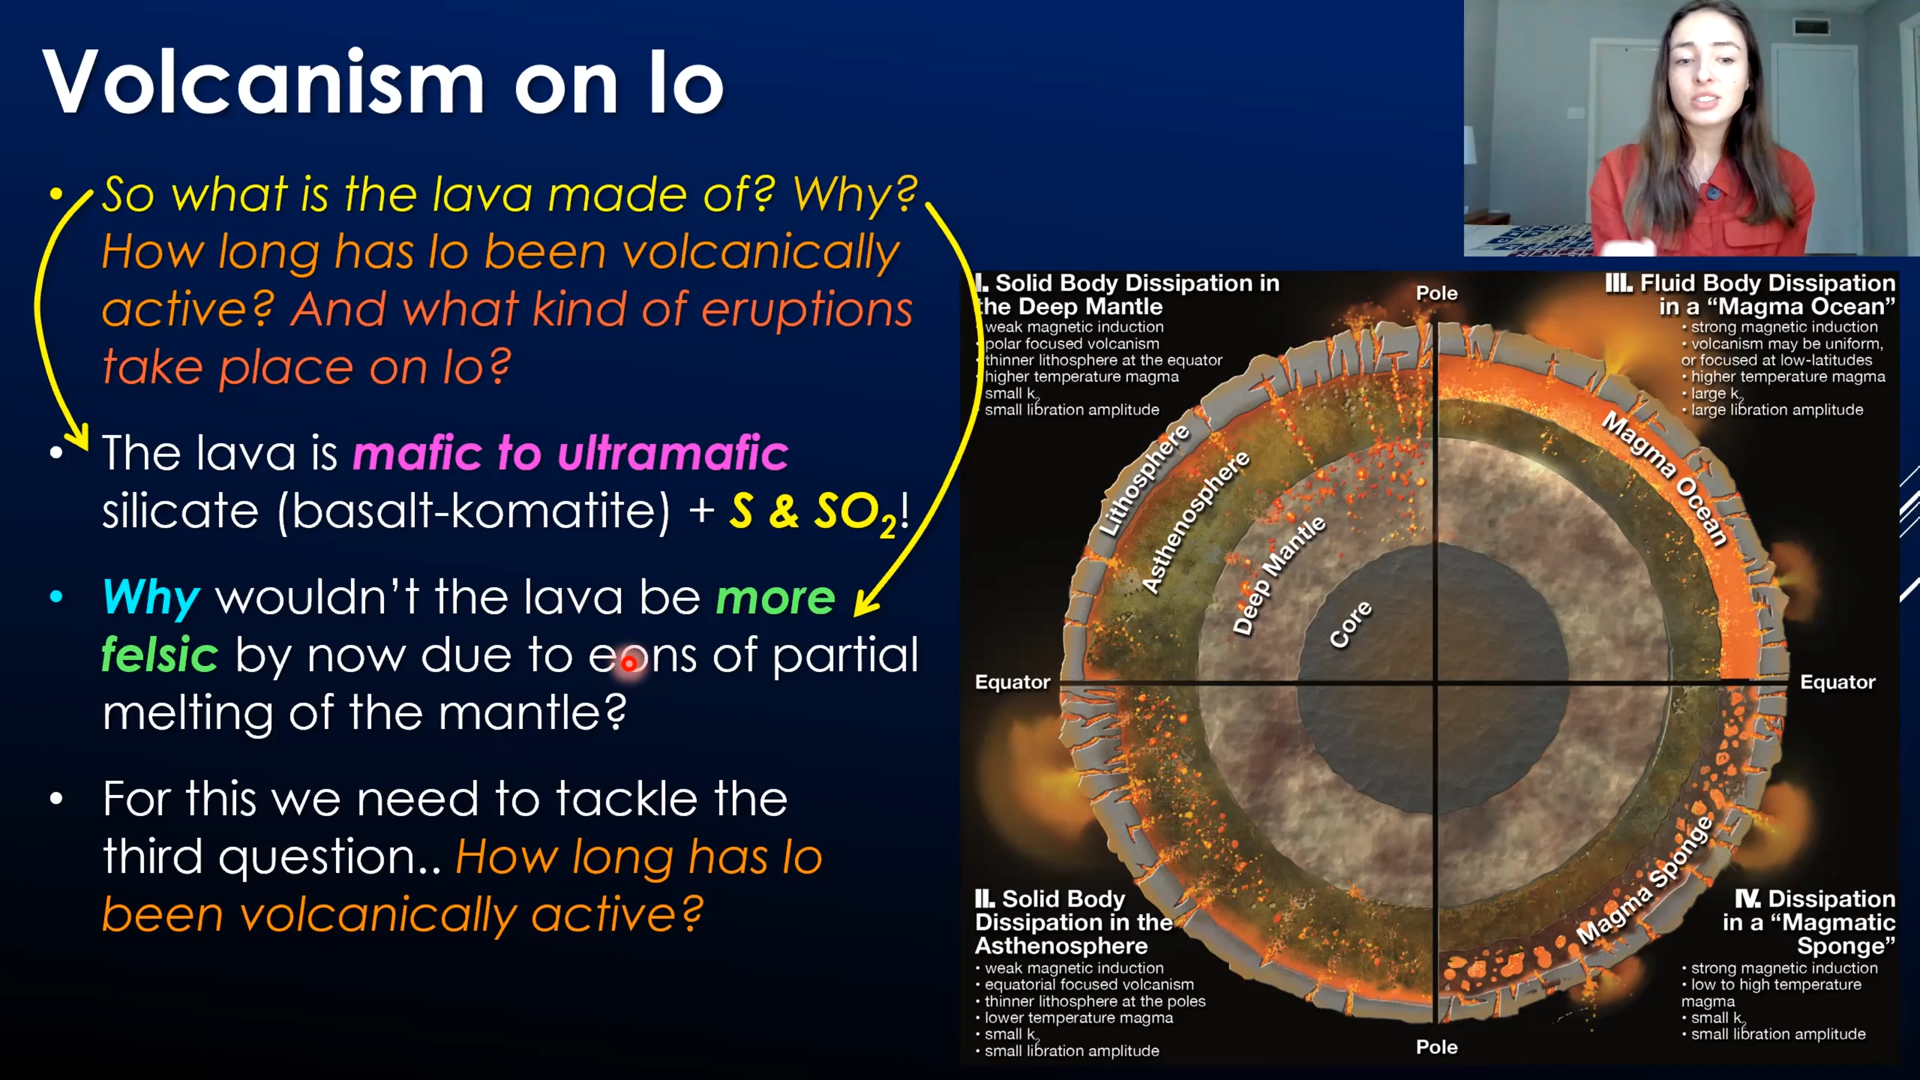 Volcanism on Io
• So what is the lava made of? Why?
How long has Io been volcanically
active? And what kind of eruptions
take place on Io?
• The lava is mafic to ultramafic
silicate (basalt-komatite) + S & SO₂!
• Why wouldn't the lava be more
felsic by now due to eons of partial
melting of the mantle?
• For this we need to tackle the
third question.. How long has Io
been volcanically active?
I. Solid Body Dissipation in
the Deep Mantle
weak magnetic induction
polar focused volcanism
thinner lithosphere at the equator
higher temperature magma
small k₂
small libration amplitude
Pole
III. Fluid Body Dissipation
in a "Magma Ocean"
• strong magnetic induction
• volcanism may be uniform,
or focused at low-latitudes
• higher temperature magma
• large k₂
• large libration amplitude
Lithosphere
Asthenosphere
Deep Mantle
Core
Magma Ocean
Equator
Equator
Magma Sponge
II. Solid Body
Dissipation in the
Asthenosphere
• weak magnetic induction
• equatorial focused volcanism
• thinner lithosphere at the poles
• lower temperature magma
• small k₂
• small libration amplitude
IV. Dissipation
in a "Magmatic
Sponge"
• strong magnetic induction
• low to high temperature
magma
• small k₂
• small libration amplitude
Pole